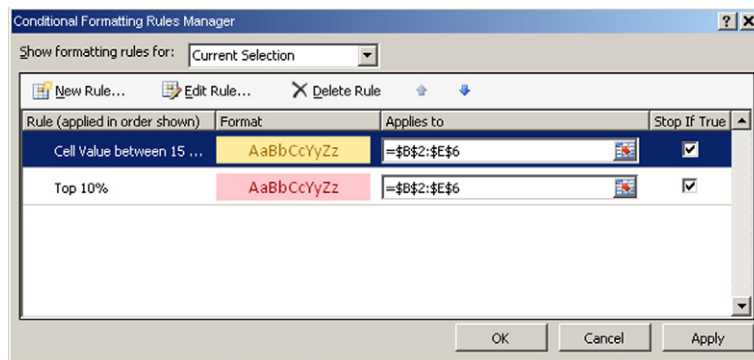 Conditional Formatting Rules Manager
Show formatting rules for: Current Selection
New Rule... Edit Rule... Delete Rule
Rule (applied in order shown) Format Applies to Stop If True
Cell Value between 15 ... AaBbCcYyZz =$B$2:$E$6
Top 10% AaBbCcYyZz =$B$2:$E$6
OK Cancel Apply